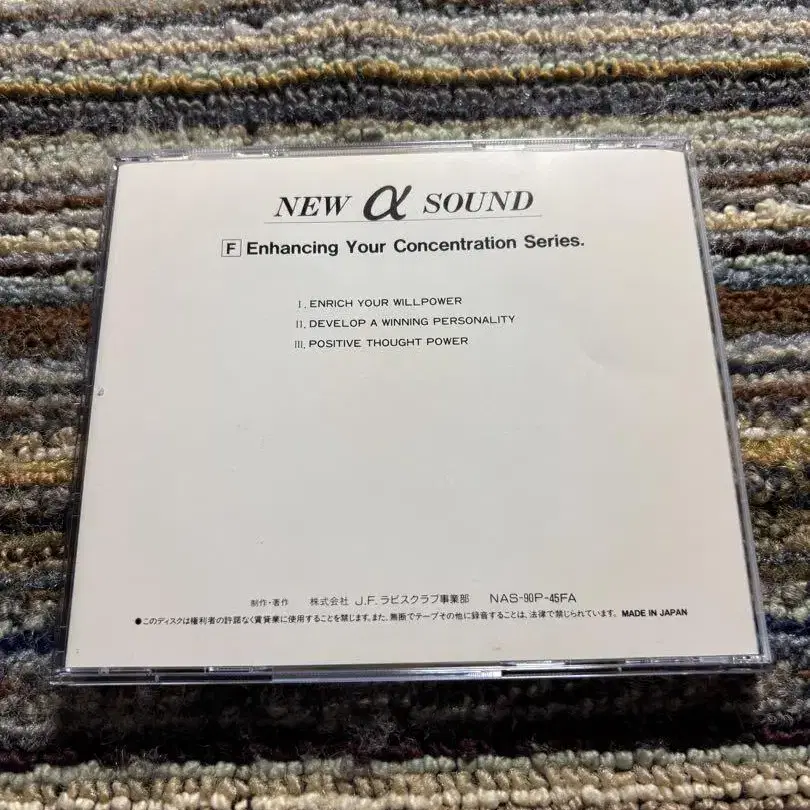 NEW α SOUND
F Enhancing Your Concentration Series.
I. ENRICH YOUR WILLPOWER
II. DEVELOP A WINNING PERSONALITY
III. POSITIVE THOUGHT POWER
制作・著作 株式会社 J.F.ラピスクラブ事業部 NAS-90P-45FA
●このディスクは権利者の許諾なく賃貸業に使用することを禁じます。また、無断でテープその他に録音することは、法律で禁じられています。 MADE IN JAPAN